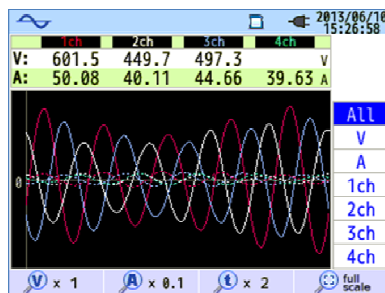 2013/06/10
15:26:58
1ch 2ch 3ch 4ch
V: 601.5 449.7 497.3 V
A: 50.08 40.11 44.66 39.63 A
All
V
A
1ch
2ch
3ch
4ch
0
V × 1 A × 0.1 t × 2 full scale